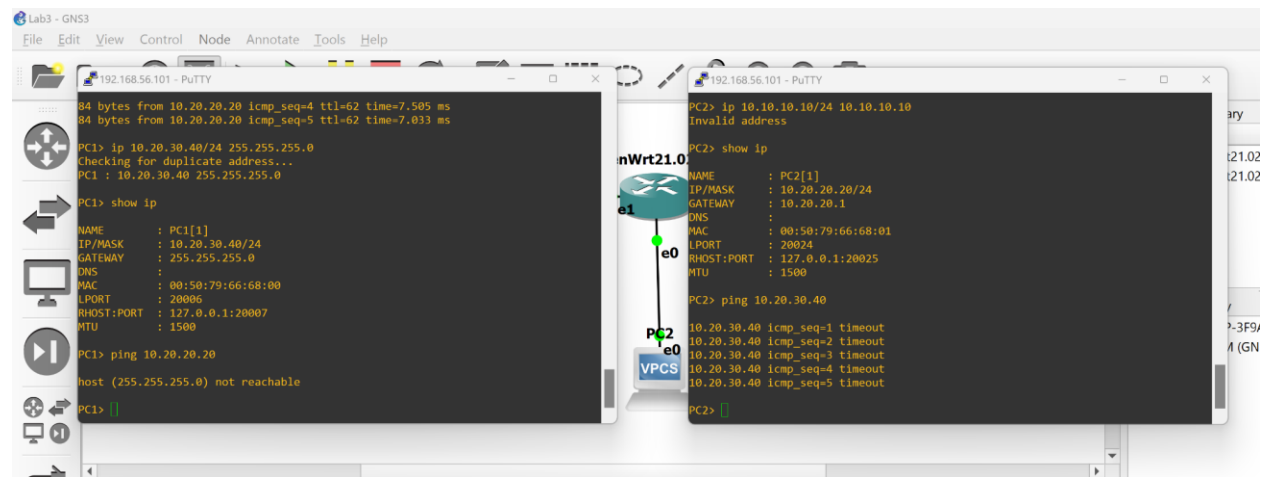 Lab3 - GNS3
File Edit View Control Node Annotate Tools Help
192.168.56.101 - PuTTY
84 bytes from 10.20.20.20 icmp_seq=4 ttl=62 time=7.505 ms
84 bytes from 10.20.20.20 icmp_seq=5 ttl=62 time=7.033 ms
PC1> ip 10.20.30.40/24 255.255.255.0
Checking for duplicate address...
PC1 : 10.20.30.40 255.255.255.0
PC1> show ip
NAME : PC1[1]
IP/MASK : 10.20.30.40/24
GATEWAY : 255.255.255.0
DNS :
MAC : 00:50:79:66:68:00
LPORT : 20006
RHOST:PORT : 127.0.0.1:20007
MTU : 1500
PC1> ping 10.20.20.20
host (255.255.255.0) not reachable
PC1>
nWrt21.0
e1
e0
PC2
e0
VPCS
192.168.56.101 - PuTTY
PC2> ip 10.10.10.10/24 10.10.10.10
Invalid address
PC2> show ip
NAME : PC2[1]
IP/MASK : 10.20.20.20/24
GATEWAY : 10.20.20.1
DNS :
MAC : 00:50:79:66:68:01
LPORT : 20024
RHOST:PORT : 127.0.0.1:20025
MTU : 1500
PC2> ping 10.20.30.40
10.20.30.40 icmp_seq=1 timeout
10.20.30.40 icmp_seq=2 timeout
10.20.30.40 icmp_seq=3 timeout
10.20.30.40 icmp_seq=4 timeout
10.20.30.40 icmp_seq=5 timeout
PC2>
ary
t21.02
t21.02
P-3F9
(GN